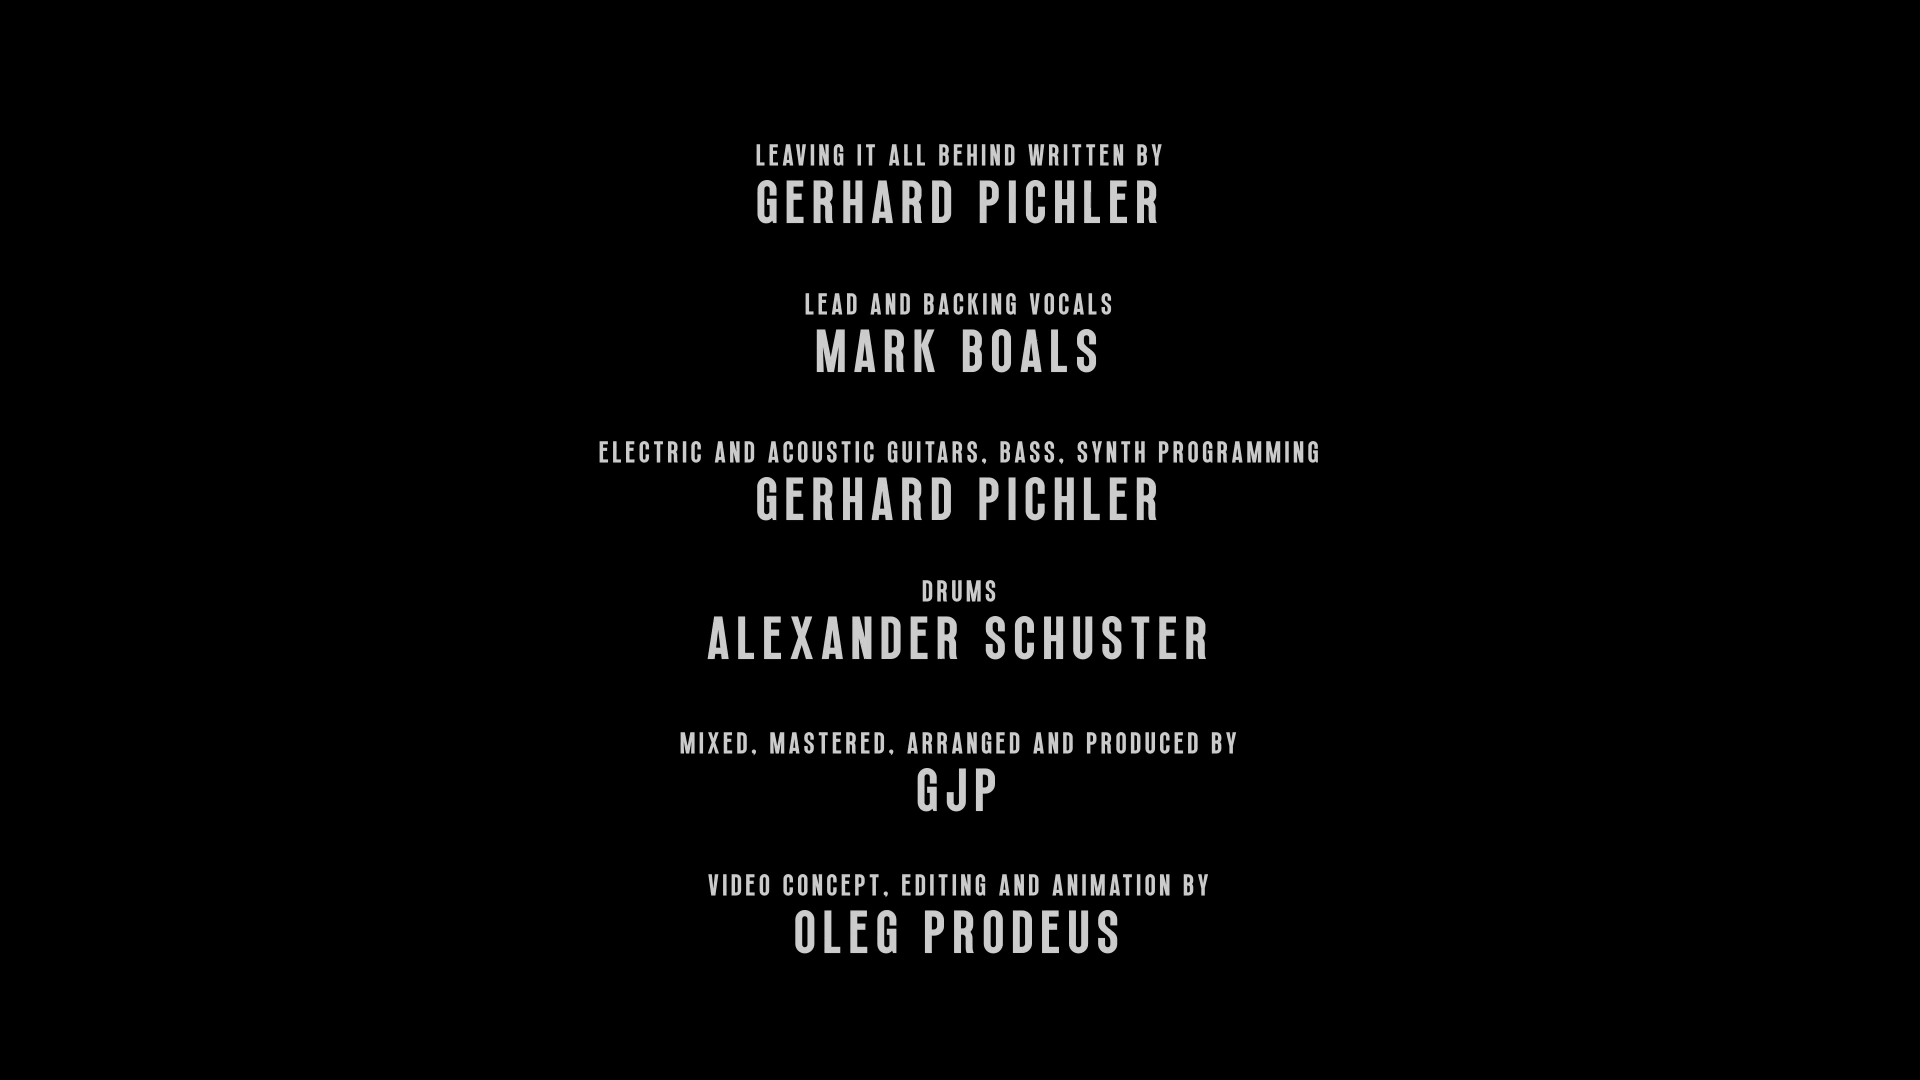 LEAVING IT ALL BEHIND WRITTEN BY
GERHARD PICHLER
LEAD AND BACKING VOCALS
MARK BOALS
ELECTRIC AND ACOUSTIC GUITARS, BASS, SYNTH PROGRAMMING
GERHARD PICHLER
DRUMS
ALEXANDER SCHUSTER
MIXED, MASTERED, ARRANGED AND PRODUCED BY
GJP
VIDEO CONCEPT, EDITING AND ANIMATION BY
OLEG PRODEUS